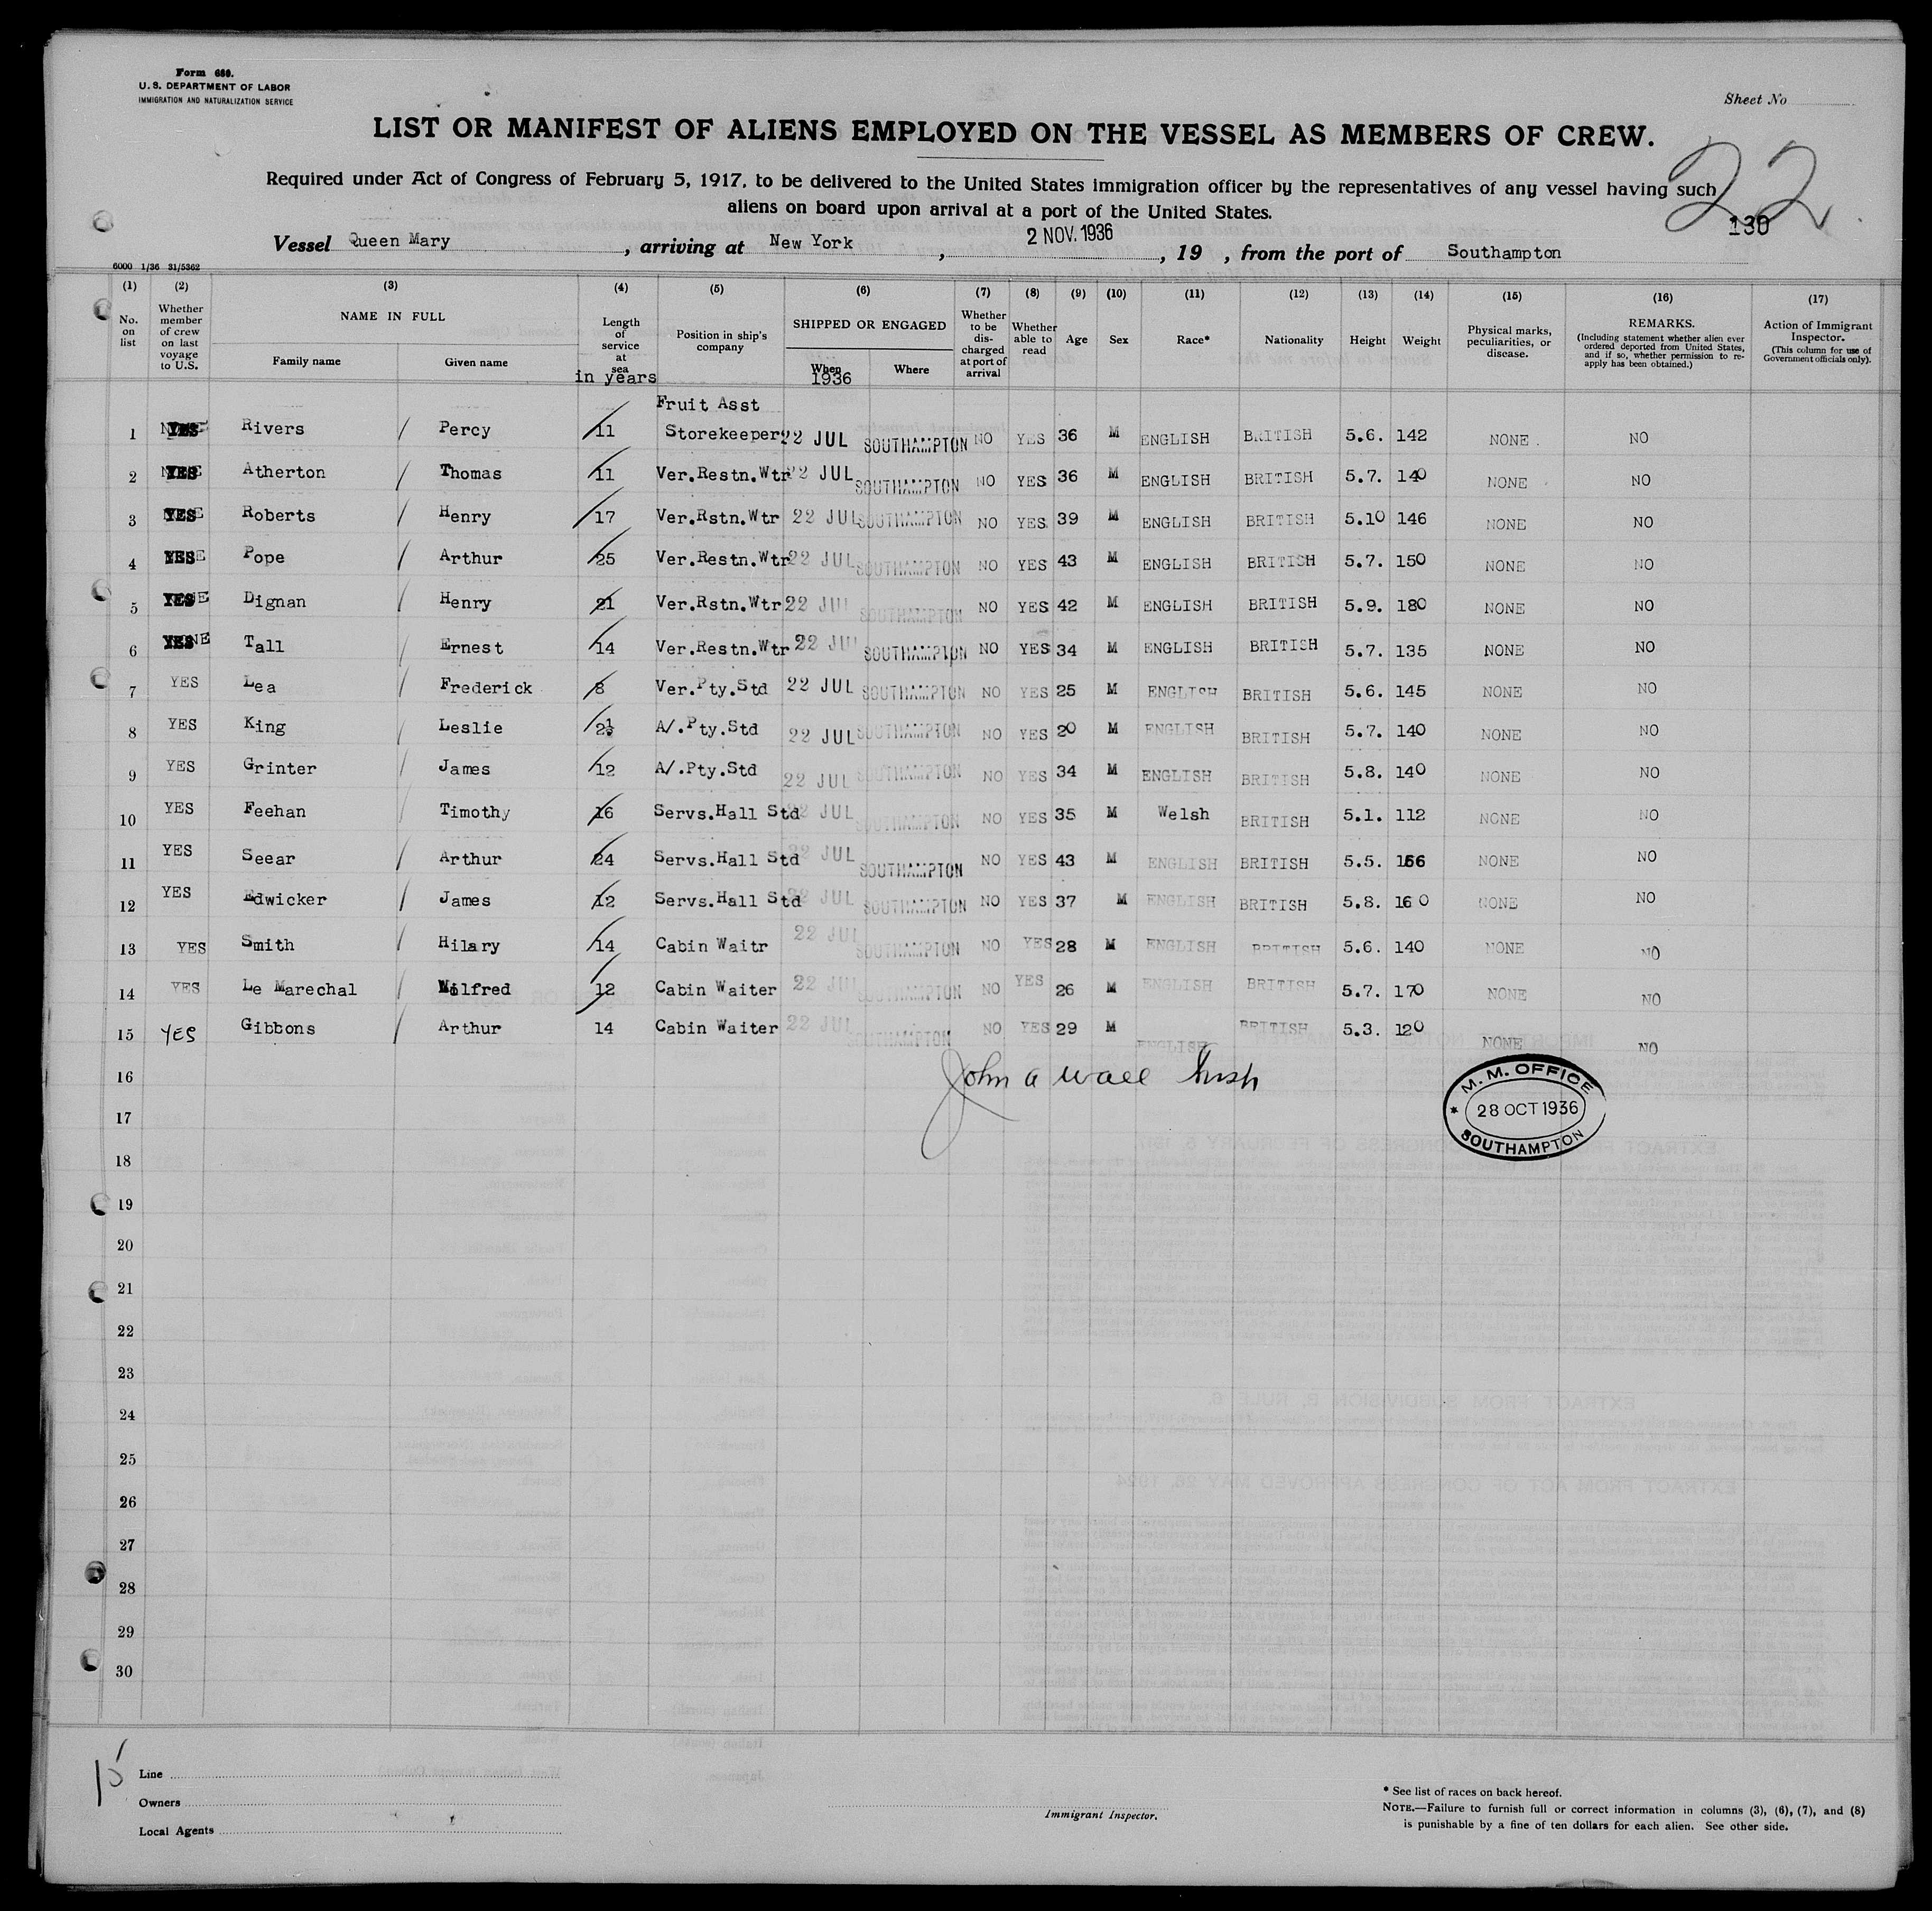 Form 689.
U. S. DEPARTMENT OF LABOR
IMMIGRATION AND NATURALIZATION SERVICE
Sheet No
LIST OR MANIFEST OF ALIENS EMPLOYED ON THE VESSEL AS MEMBERS OF CREW.
22
Required under Act of Congress of February 5, 1917, to be delivered to the United States immigration officer by the representatives of any vessel having such
aliens on board upon arrival at a port of the United States.
130
Vessel Queen Mary, arriving at New York, 2 NOV. 1936, 19 , from the port of Southampton
6000 1/36 31/5362
(1) No. on list (2) Whether member of crew on last voyage to U.S. (3) NAME IN FULL Family name Given name (4) Length of service at sea in years (5) Position in ship's company (6) SHIPPED OR ENGAGED When 1936 Where (7) Whether to be discharged at port of arrival (8) Whether able to read (9) Age (10) Sex (11) Race* (12) Nationality (13) Height (14) Weight (15) Physical marks, peculiarities, or disease. (16) REMARKS. (Including statement whether alien ever ordered deported from United States, and if so, whether permission to re-apply has been obtained.) (17) Action of Immigrant Inspector. (This column for use of Government officials only).
Fruit Asst
1 YES Rivers / Percy 11 Storekeeper 22 JUL SOUTHAMPTON NO YES 36 M ENGLISH BRITISH 5.6. 142 NONE . NO
2 YES Atherton / Thomas 11 Ver.Restn.Wtr 22 JUL SOUTHAMPTON NO YES 36 M ENGLISH BRITISH 5.7. 140 NONE NO
3 YES Roberts / Henry 17 Ver.Rstn.Wtr 22 JUL SOUTHAMPTON NO YES 39 M ENGLISH BRITISH 5.10 146 NONE NO
4 YES Pope / Arthur 25 Ver.Restn.Wtr 22 JUL SOUTHAMPTON NO YES 43 M ENGLISH BRITISH 5.7. 150 NONE NO
5 YES Dignan / Henry 21 Ver.Rstn.Wtr 22 JUL SOUTHAMPTON NO YES 42 M ENGLISH BRITISH 5.9. 180 NONE NO
6 YES Tall / Ernest 14 Ver.Restn.Wtr 22 JUL SOUTHAMPTON NO YES 34 M ENGLISH BRITISH 5.7. 135 NONE NO
7 YES Lea / Frederick 8 Ver.Pty.Std 22 JUL SOUTHAMPTON NO YES 25 M ENGLISH BRITISH 5.6. 145 NONE NO
8 YES King / Leslie A/.Pty.Std 22 JUL SOUTHAMPTON NO YES 20 M ENGLISH BRITISH 5.7. 140 NONE NO
9 YES Grinter / James 12 A/.Pty.Std 22 JUL SOUTHAMPTON NO YES 34 M ENGLISH BRITISH 5.8. 140 NONE NO
10 YES Feehan / Timothy 16 Servs.Hall Std 22 JUL SOUTHAMPTON NO YES 35 M Welsh BRITISH 5.1. 112 NONE NO
11 YES Seear / Arthur 24 Servs.Hall Std 22 JUL SOUTHAMPTON NO YES 43 M ENGLISH BRITISH 5.5. 166 NONE NO
12 YES Edwicker / James 12 Servs.Hall Std 22 JUL SOUTHAMPTON NO YES 37 M ENGLISH BRITISH 5.8. 160 NONE NO
13 YES Smith / Hilary 14 Cabin Waitr 22 JUL SOUTHAMPTON NO YES 28 M ENGLISH BRITISH 5.6. 140 NONE NO
14 YES Le Marechal / Wilfred 12 Cabin Waiter 22 JUL SOUTHAMPTON NO YES 26 M ENGLISH BRITISH 5.7. 170 NONE NO
15 YES Gibbons / Arthur 14 Cabin Waiter 22 JUL SOUTHAMPTON NO YES 29 M ENGLISH BRITISH 5.3. 120 NONE NO
16 John A Wall
M. M. OFFICE
17 28 OCT 1936
SOUTHAMPTON
18
19
20
21
22
23
24
25
26
27
28
29
30
15
Line
Owners
Local Agents
Immigrant Inspector.
* See list of races on back hereof.
NOTE.—Failure to furnish full or correct information in columns (3), (6), (7), and (8)
is punishable by a fine of ten dollars for each alien. See other side.